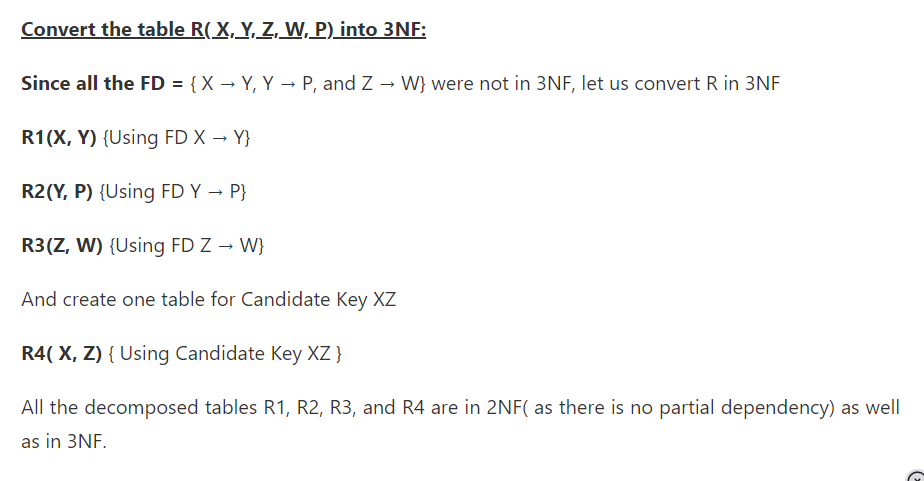 Convert the table R( X, Y, Z, W, P) into 3NF:
Since all the FD = { X → Y, Y → P, and Z → W} were not in 3NF, let us convert R in 3NF
R1(X, Y) {Using FD X → Y}
R2(Y, P) {Using FD Y → P}
R3(Z, W) {Using FD Z → W}
And create one table for Candidate Key XZ
R4( X, Z) { Using Candidate Key XZ }
All the decomposed tables R1, R2, R3, and R4 are in 2NF( as there is no partial dependency) as well
as in 3NF.